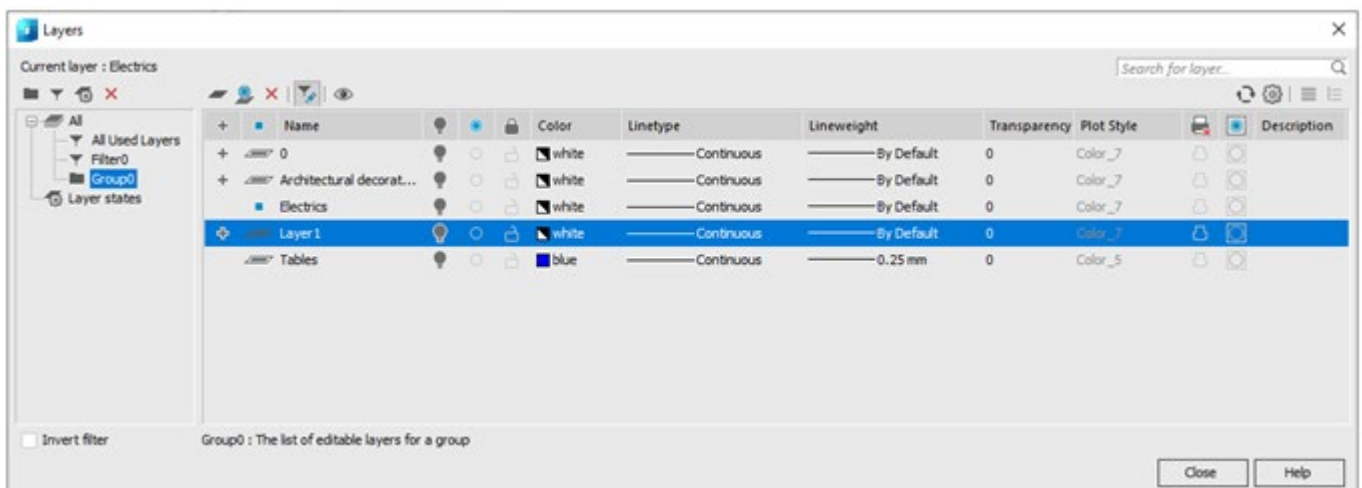 Layers
Current layer : Electrics
Search for layer...
All
All Used Layers
Filter0
Group0
Layer states
Name Color Linetype Lineweight Transparency Plot Style Description
0 white Continuous By Default 0 Color_7
Architectural decorat... white Continuous By Default 0 Color_7
Electrics white Continuous By Default 0 Color_7
Layer1 white Continuous By Default 0 Color_7
Tables blue Continuous 0.25 mm 0 Color_5
Invert filter
Group0 : The list of editable layers for a group
Close
Help